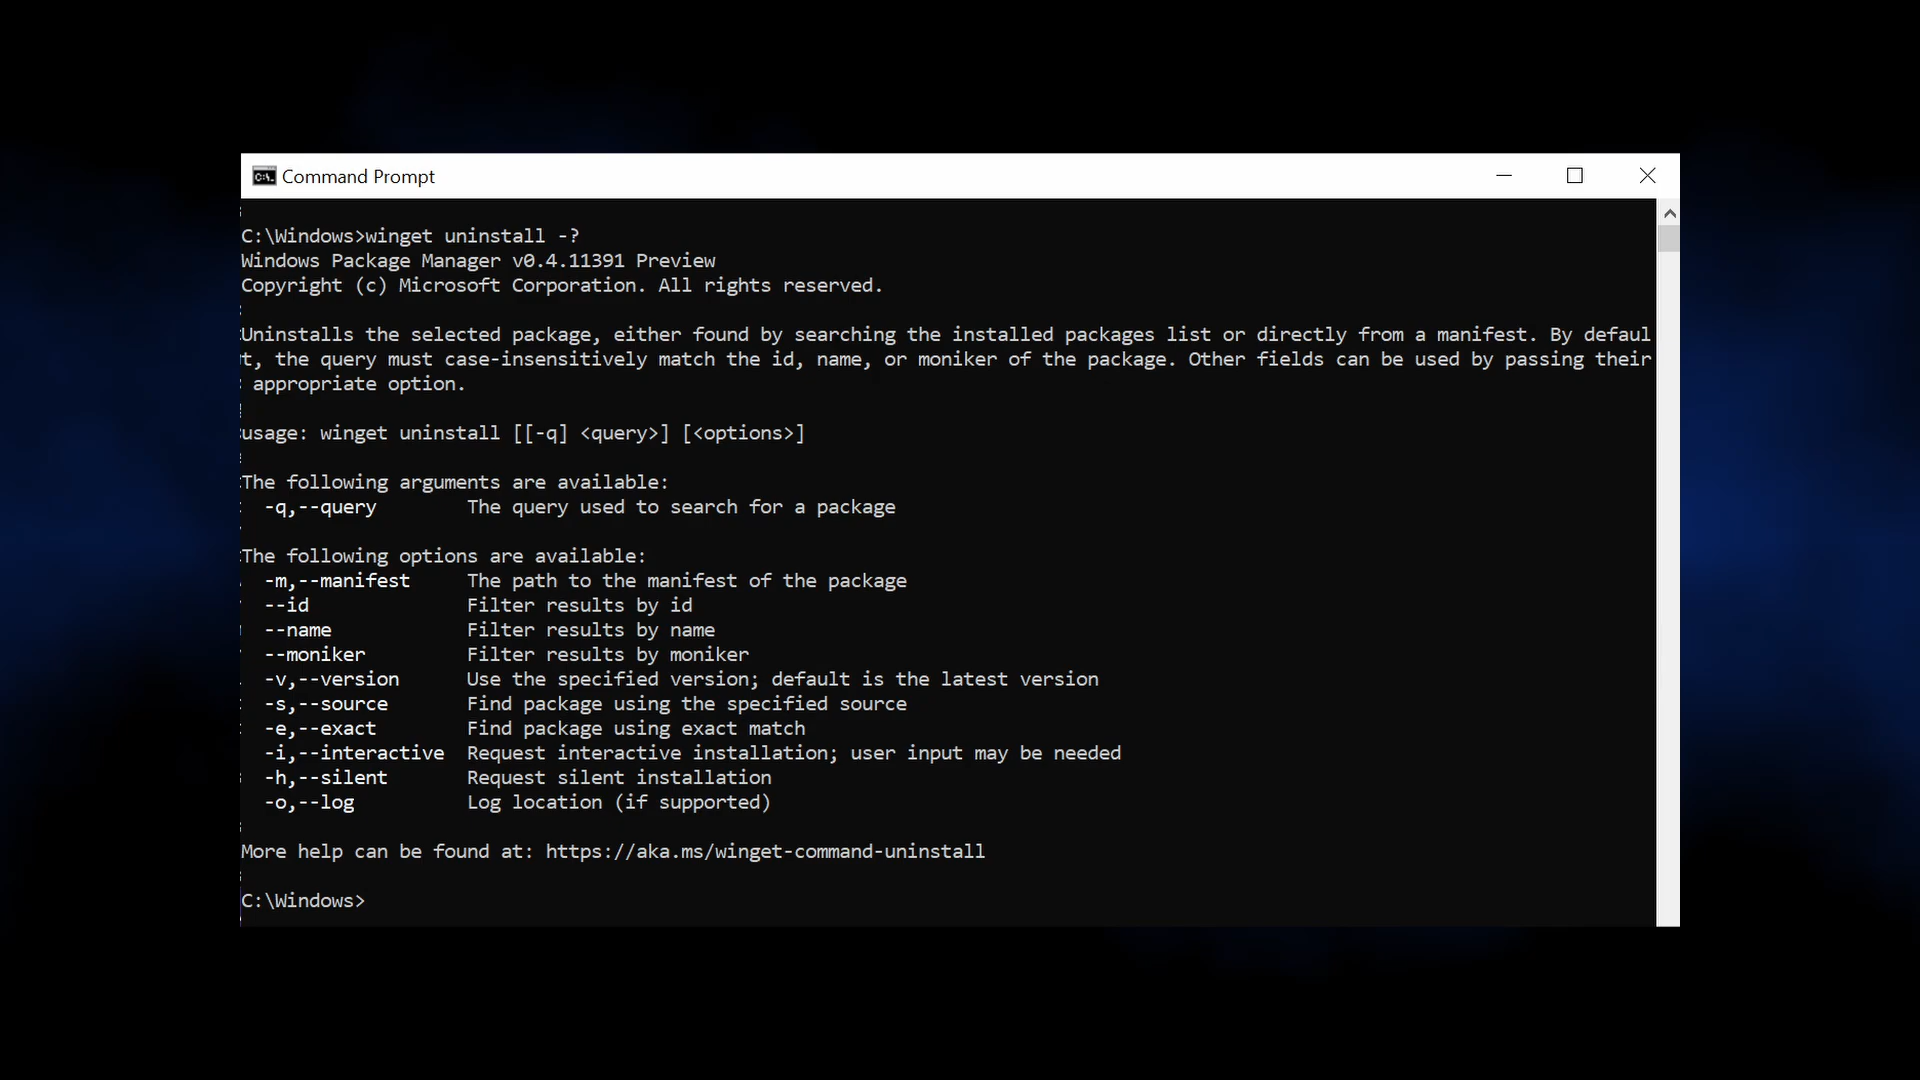 Command Prompt
C:\Windows>winget uninstall -?
Windows Package Manager v0.4.11391 Preview
Copyright (c) Microsoft Corporation. All rights reserved.
Uninstalls the selected package, either found by searching the installed packages list or directly from a manifest. By defaul
t, the query must case-insensitively match the id, name, or moniker of the package. Other fields can be used by passing their
appropriate option.
usage: winget uninstall [[-q] <query>] [<options>]
The following arguments are available:
-q,--query The query used to search for a package
The following options are available:
-m,--manifest The path to the manifest of the package
--id Filter results by id
--name Filter results by name
--moniker Filter results by moniker
-v,--version Use the specified version; default is the latest version
-s,--source Find package using the specified source
-e,--exact Find package using exact match
-i,--interactive Request interactive installation; user input may be needed
-h,--silent Request silent installation
-o,--log Log location (if supported)
More help can be found at: https://aka.ms/winget-command-uninstall
C:\Windows>